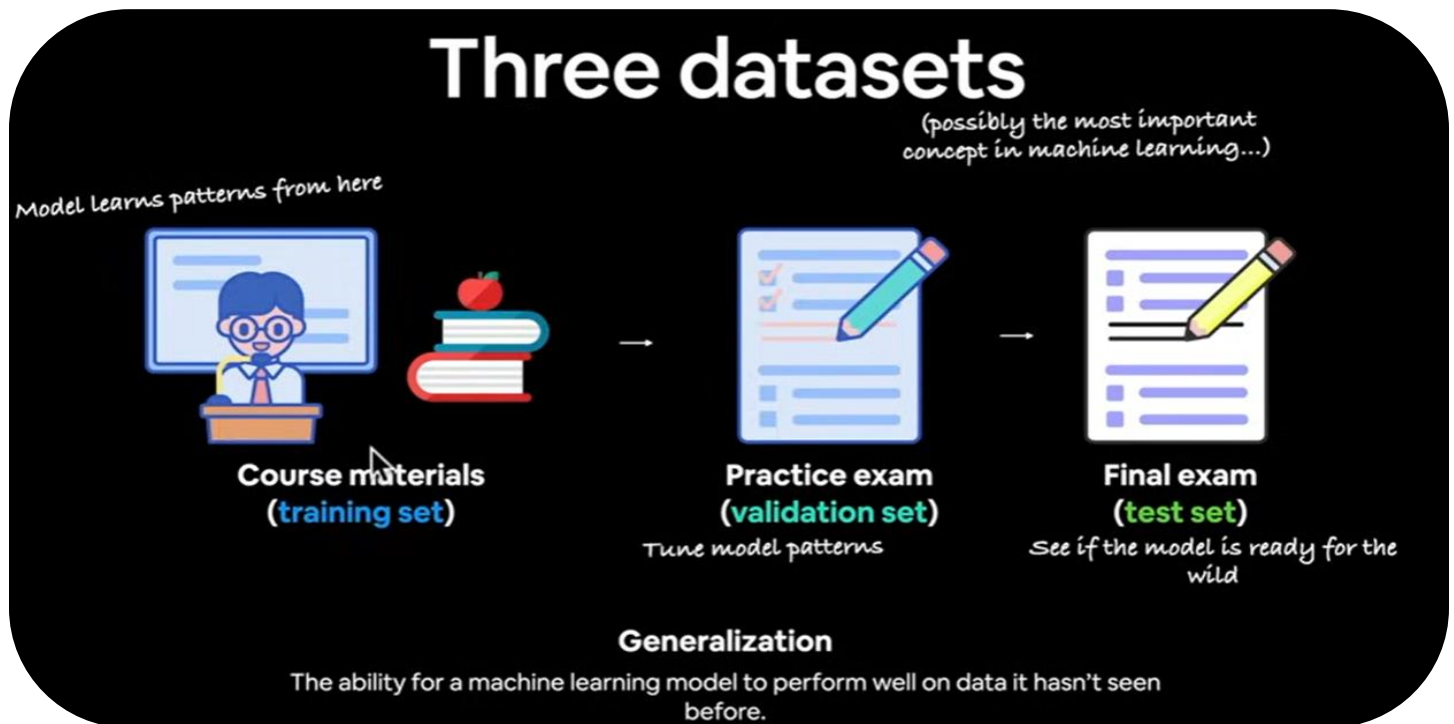 Three datasets
(possibly the most important
concept in machine learning...)
Model learns patterns from here
Course materials
(training set)
Practice exam
(validation set)
Tune model patterns
Final exam
(test set)
See if the model is ready for the
wild
Generalization
The ability for a machine learning model to perform well on data it hasn't seen
before.